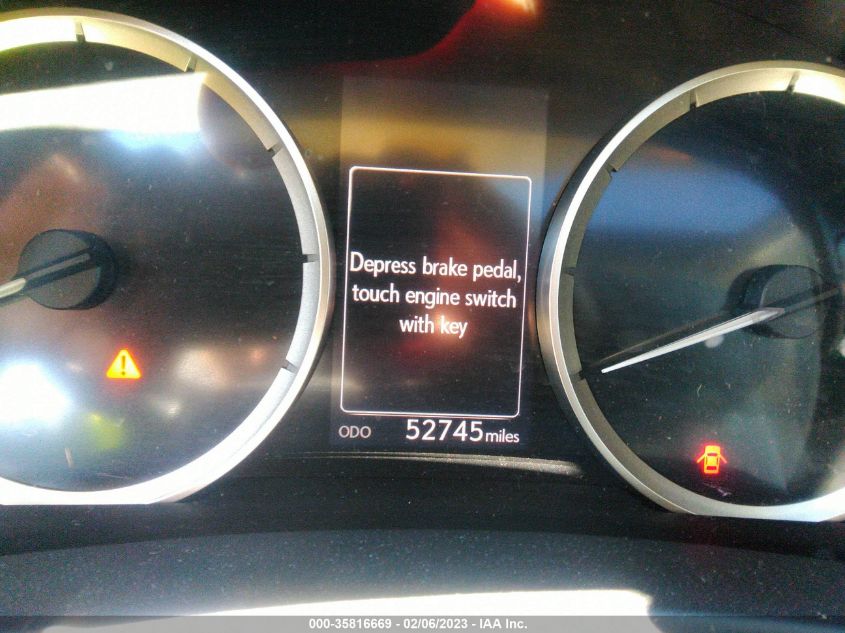 Depress brake pedal,
touch engine switch
with key
ODO 52745 miles
000-35816669 - 02/06/2023 - IAA Inc.